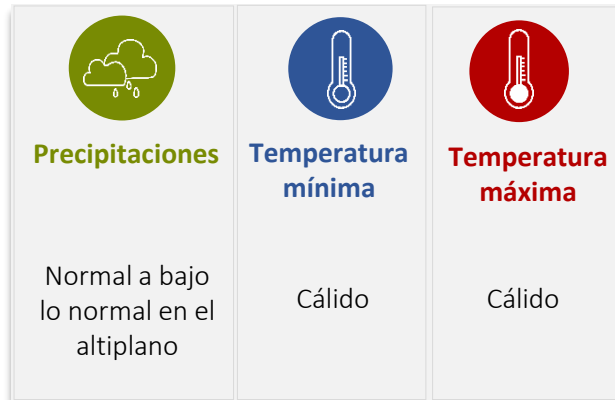 Precipitaciones
Normal a bajo
lo normal en el
altiplano
Temperatura
mínima
Cálido
Temperatura
máxima
Cálido